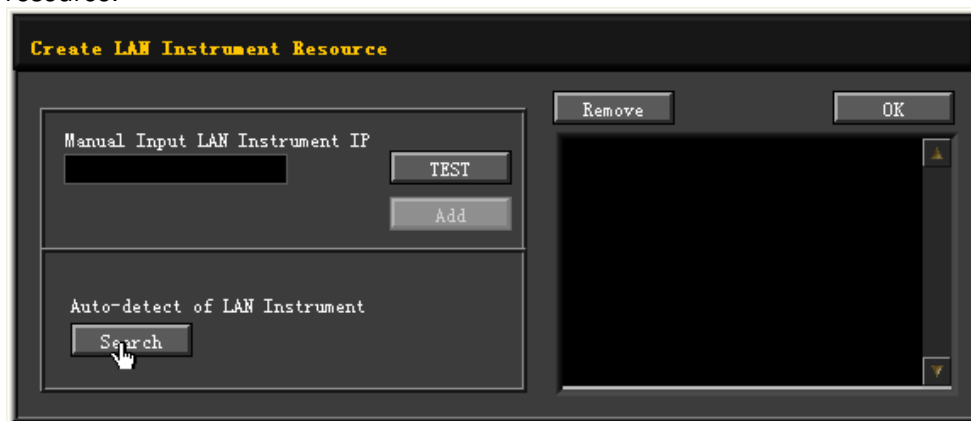 resource.
Create LAN Instrument Resource
Remove
OK
Manual Input LAN Instrument IP
TEST
Add
Auto-detect of LAN Instrument
Search